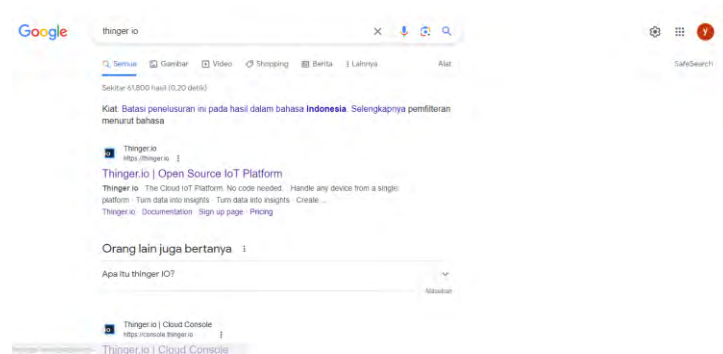 Google
thinger io
y
Semua Gambar Video Shopping Berita Lainnya Alat
SafeSearch
Sekitar 61.800 hasil (0,20 detik)
Kiat: Batasi penelusuran ini pada hasil dalam bahasa Indonesia. Selengkapnya pemfilteran
menurut bahasa
Thinger.io
https://thinger.io
Thinger.io | Open Source IoT Platform
Thinger io The Cloud IoT Platform. No code needed. Handle any device from a single
platform · Turn data into insights · Turn data into insights · Create ...
Thinger.io · Documentation · Sign up page · Pricing
Orang lain juga bertanya
Apa itu thinger IO?
Masukan
Thinger.io | Cloud Console
https://console.thinger.io
Thinger.io | Cloud Console